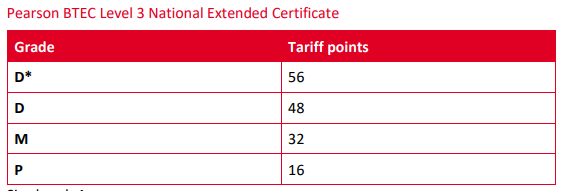 Pearson BTEC Level 3 National Extended Certificate
Grade Tariff points
D* 56
D 48
M 32
P 16